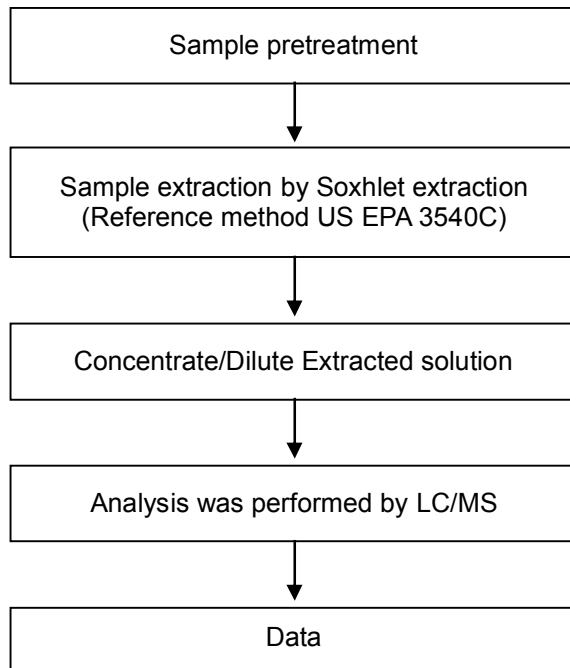 Sample pretreatment
Sample extraction by Soxhlet extraction
(Reference method US EPA 3540C)
Concentrate/Dilute Extracted solution
Analysis was performed by LC/MS
Data